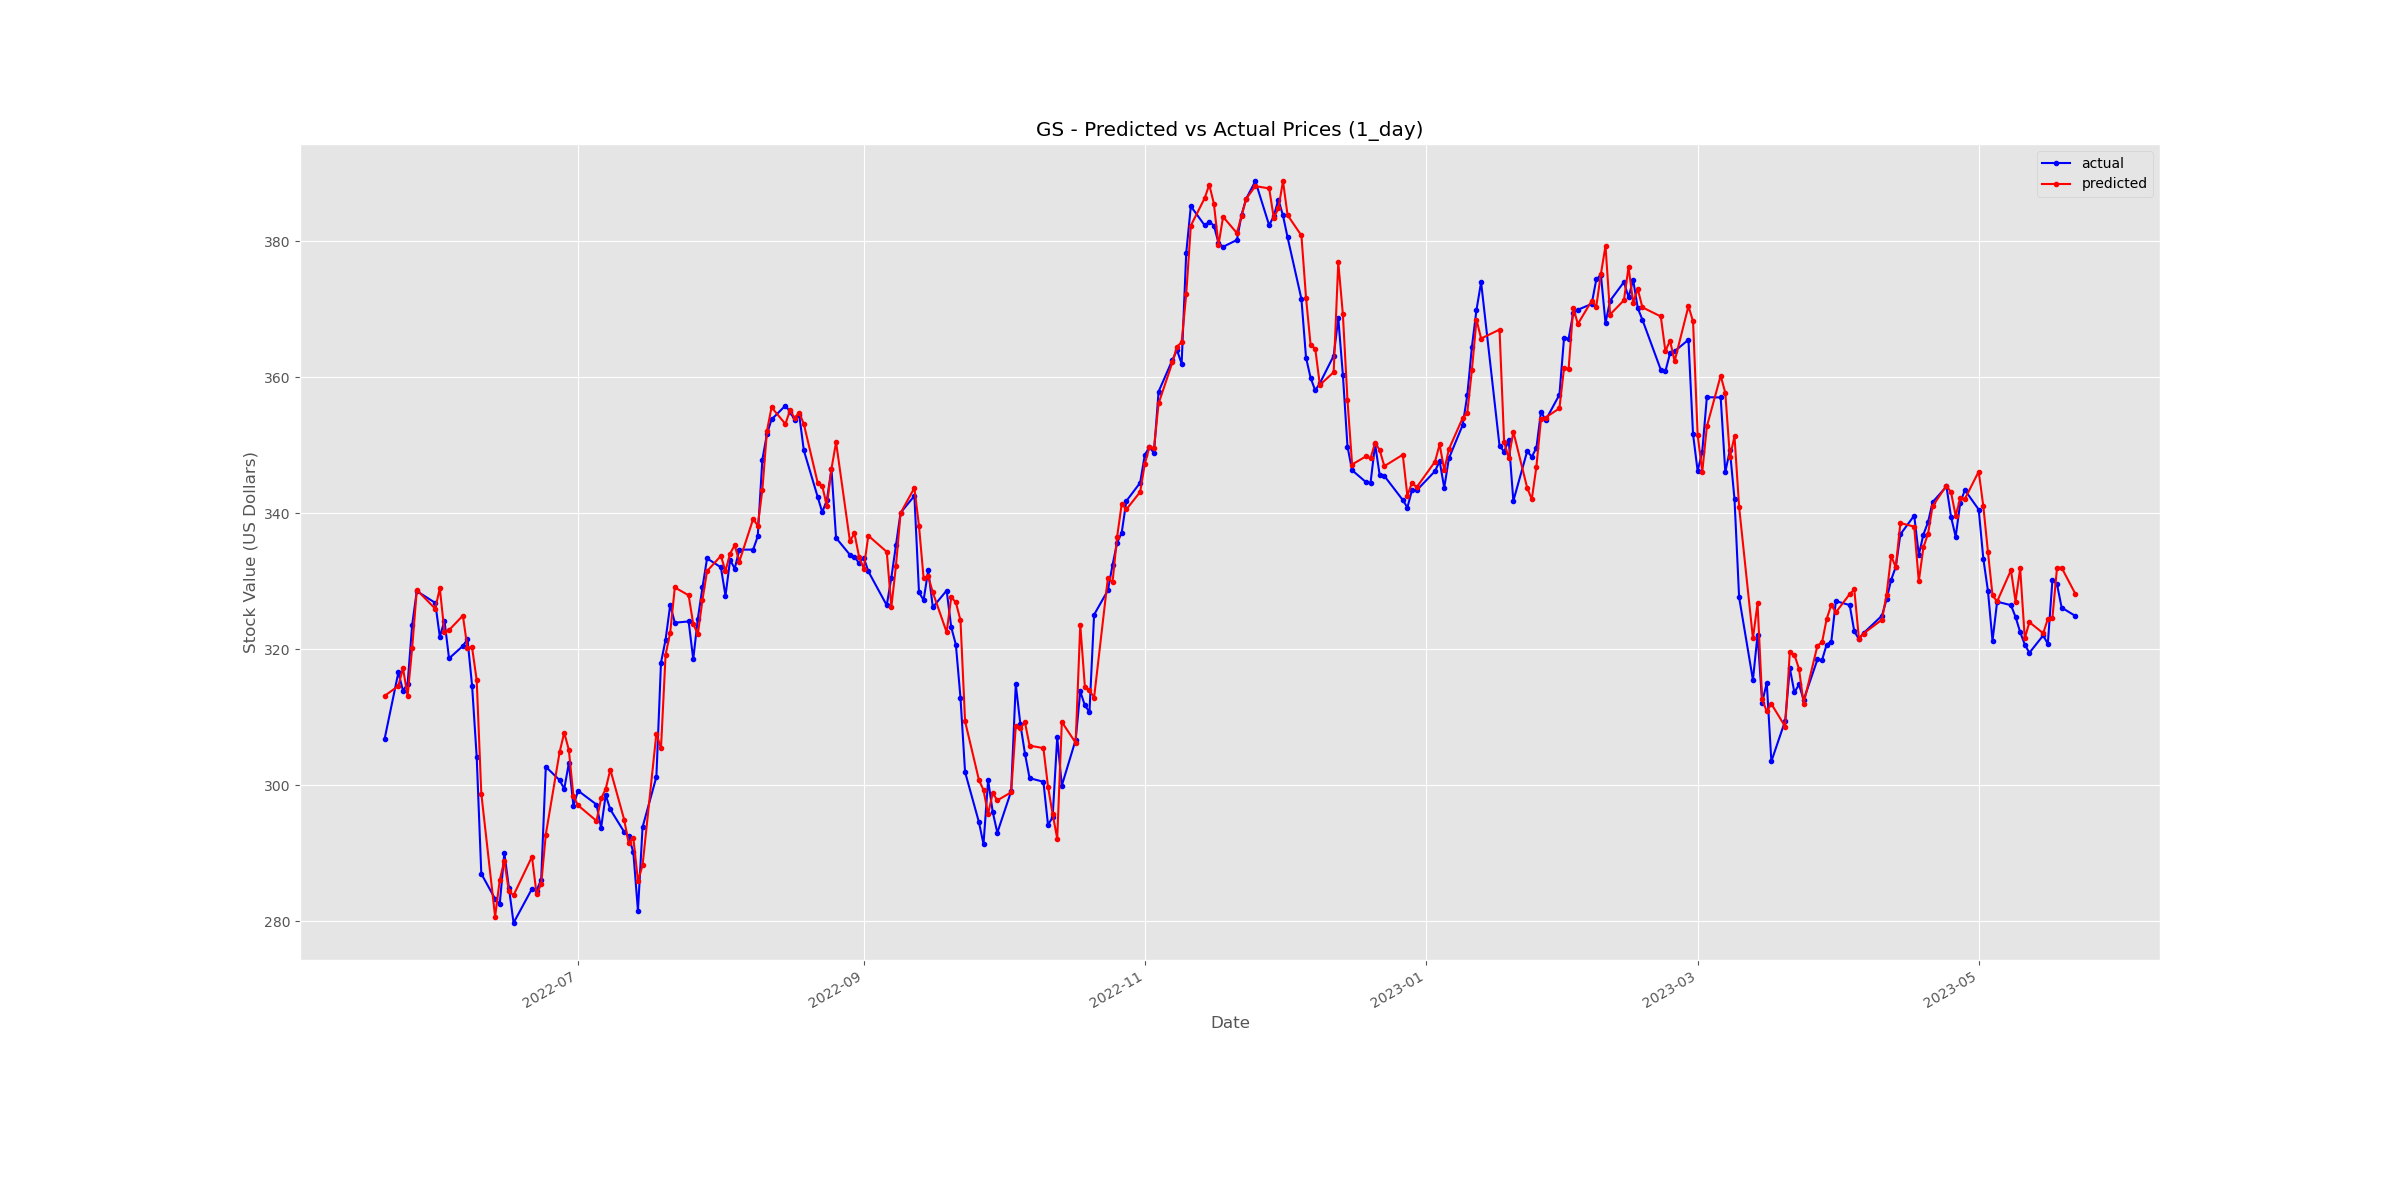 GS - Predicted vs Actual Prices (1_day)
actual
predicted
380
360
340
320
300
280
Stock Value (US Dollars)
2022-07
2022-09
2022-11
2023-01
2023-03
2023-05
Date